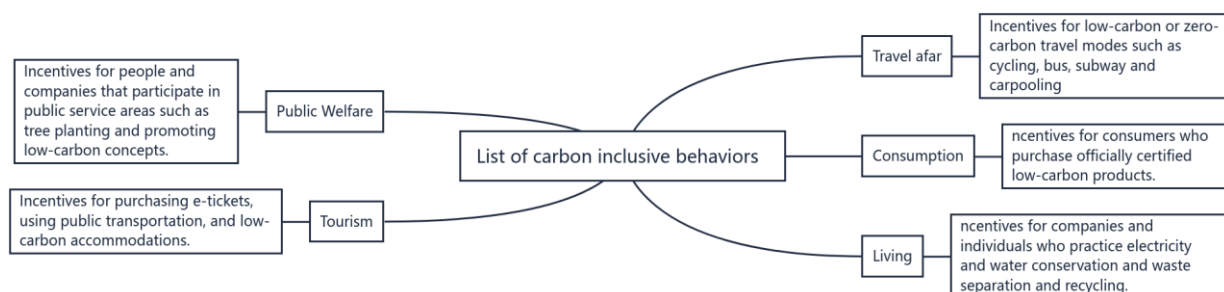 Incentives for people and
companies that participate in
public service areas such as
tree planting and promoting
low-carbon concepts.
Public Welfare
Incentives for purchasing e-tickets,
using public transportation, and low-
carbon accommodations.
Tourism
List of carbon inclusive behaviors
Travel afar
Incentives for low-carbon or zero-
carbon travel modes such as
cycling, bus, subway and
carpooling
Consumption
ncentives for consumers who
purchase officially certified
low-carbon products.
Living
ncentives for companies and
individuals who practice electricity
and water conservation and waste
separation and recycling.